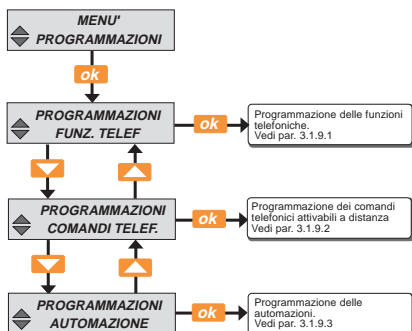 MENU'
PROGRAMMAZIONI
ok
PROGRAMMAZIONI
FUNZ. TELEF
ok
Programmazione delle funzioni
telefoniche.
Vedi par. 3.1.9.1
PROGRAMMAZIONI
COMANDI TELEF.
ok
Programmazione dei comandi
telefonici attivabili a distanza
Vedi par. 3.1.9.2
PROGRAMMAZIONI
AUTOMAZIONE
ok
Programmazione delle
automazioni.
Vedi par. 3.1.9.3